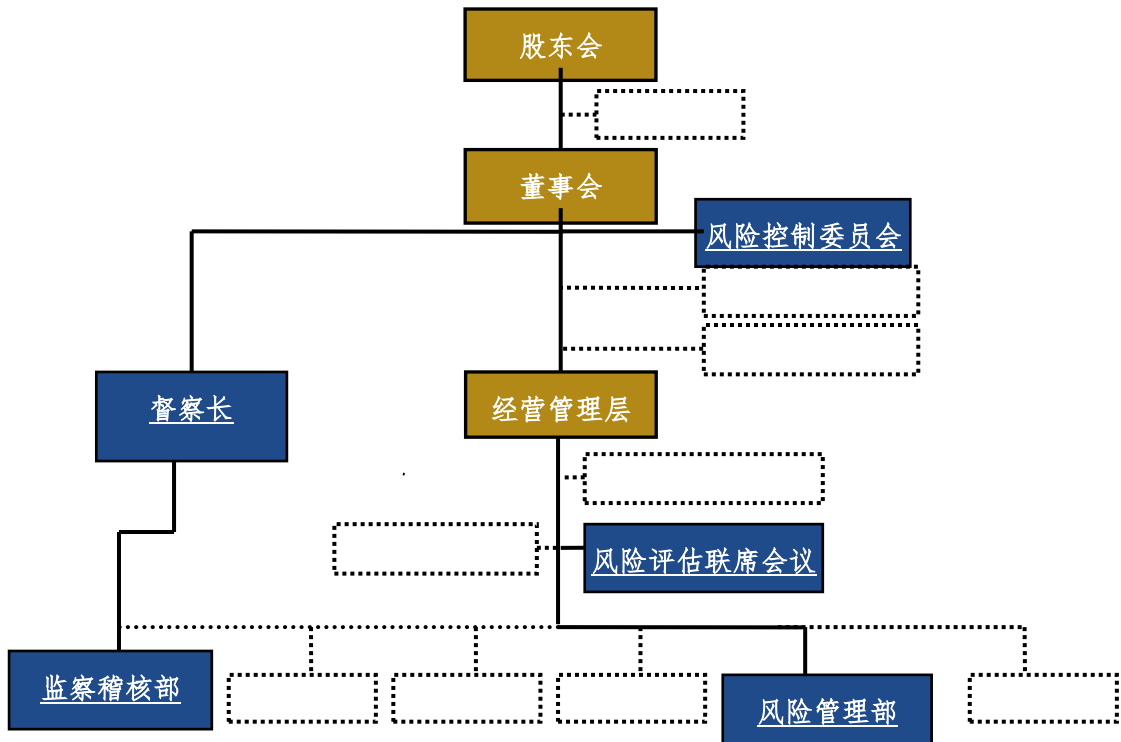 股东会
董事会
风险控制委员会
督察长
经营管理层
风险评估联席会议
监察稽核部
风险管理部